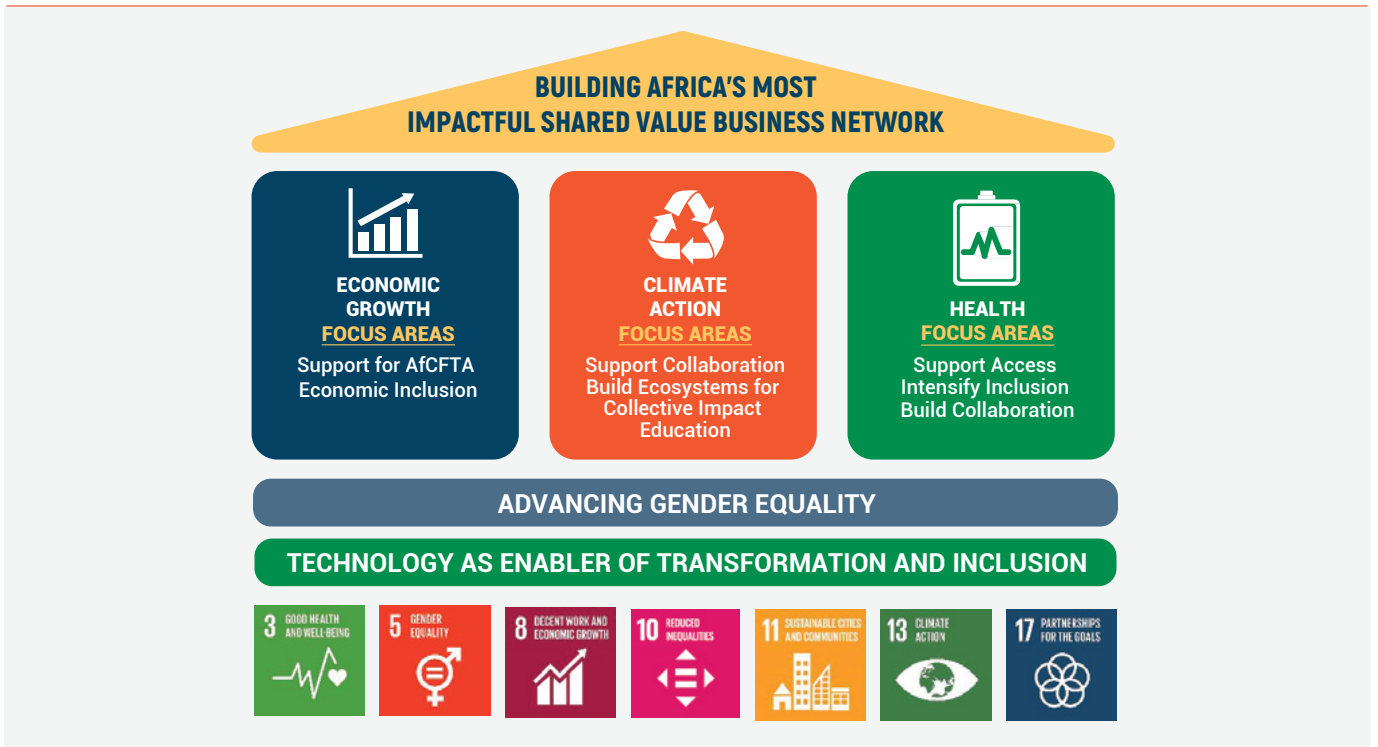 BUILDING AFRICA'S MOST
IMPACTFUL SHARED VALUE BUSINESS NETWORK
ECONOMIC
GROWTH
FOCUS AREAS
Support for AfCFTA
Economic Inclusion
CLIMATE
ACTION
FOCUS AREAS
Support Collaboration
Build Ecosystems for
Collective Impact
Education
HEALTH
FOCUS AREAS
Support Access
Intensify Inclusion
Build Collaboration
ADVANCING GENDER EQUALITY
TECHNOLOGY AS ENABLER OF TRANSFORMATION AND INCLUSION
3 GOOD HEALTH
AND WELL-BEING
5 GENDER
EQUALITY
8 DECENT WORK AND
ECONOMIC GROWTH
10 REDUCED
INEQUALITIES
11 SUSTAINABLE CITIES
AND COMMUNITIES
13 CLIMATE
ACTION
17 PARTNERSHIPS
FOR THE GOALS